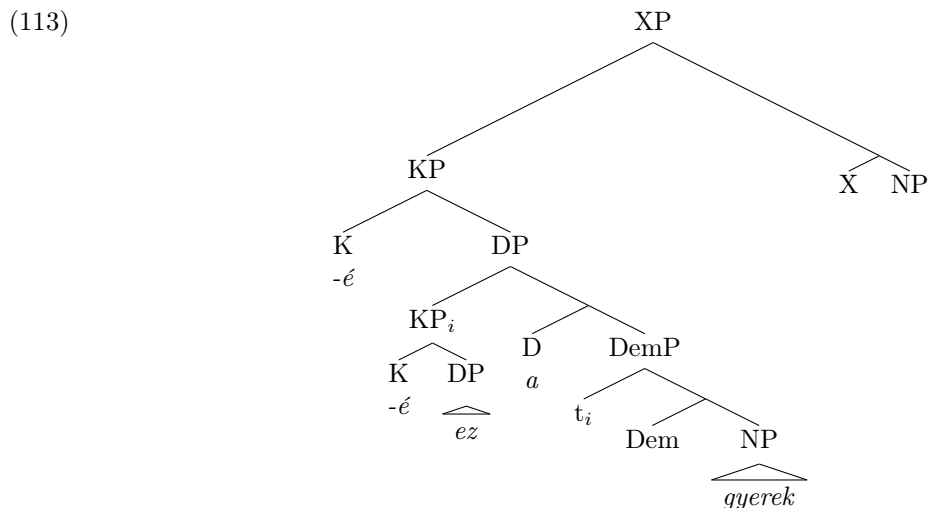 (113)
XP
KP
X NP
K DP
-é
KPᵢ
D DemP
K DP a
-é tᵢ
ez
Dem NP
gyerek